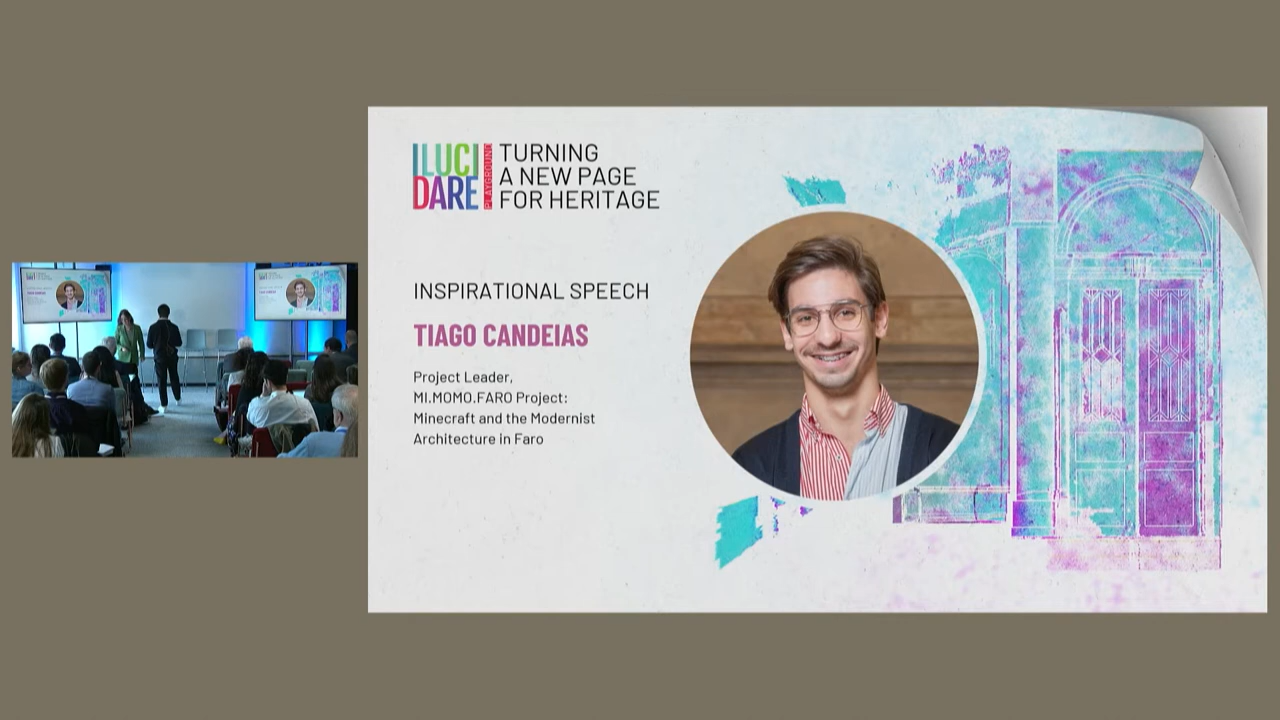 ILUCI
DARE
PLAYGROUND
TURNING
A NEW PAGE
FOR HERITAGE
INSPIRATIONAL SPEECH
TIAGO CANDEIAS
Project Leader,
MI.MOMO.FARO Project:
Minecraft and the Modernist
Architecture in Faro